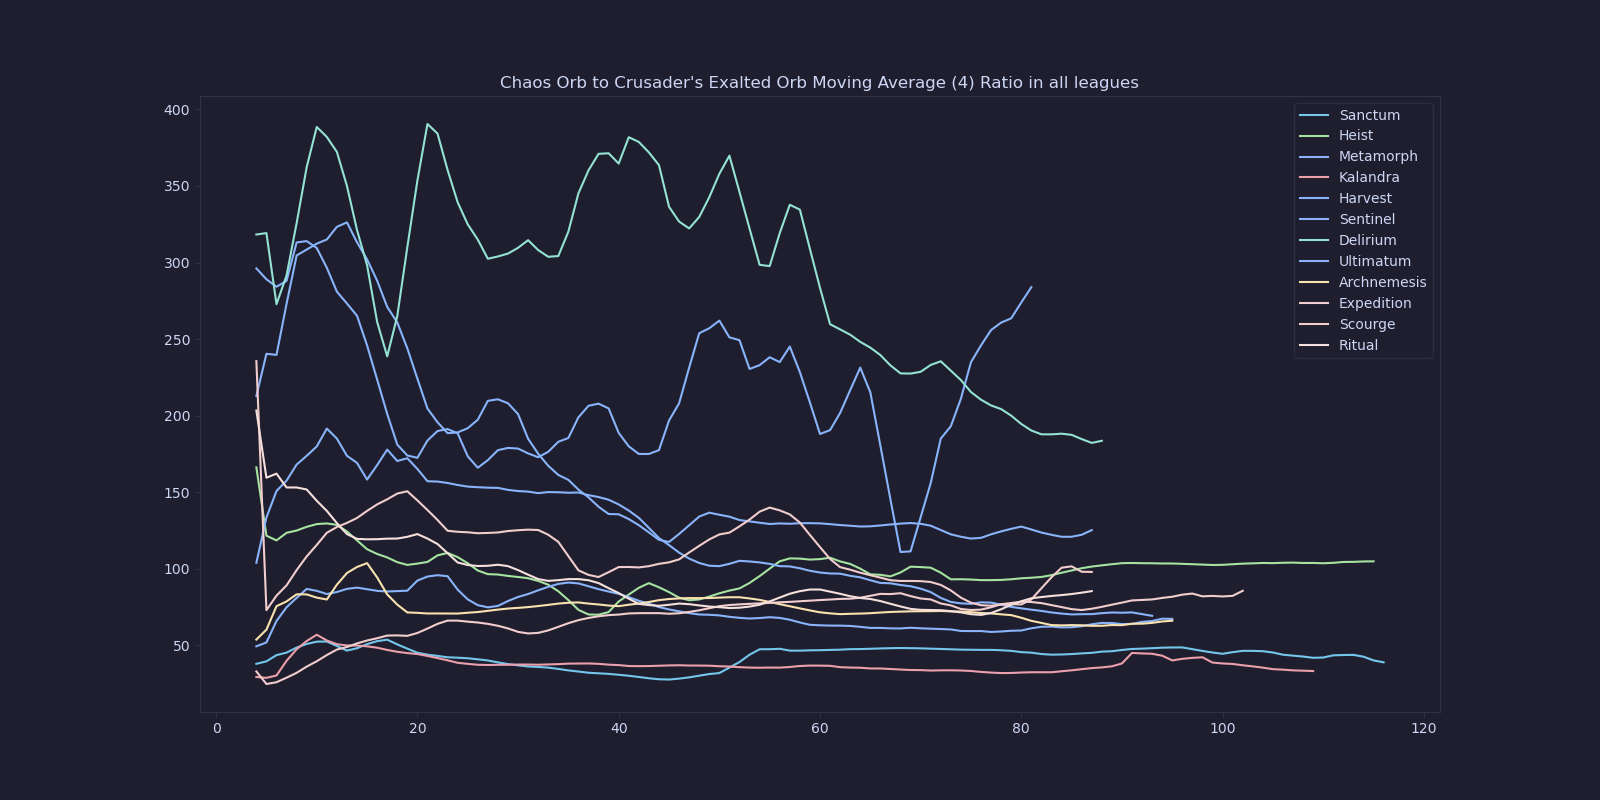 Chaos Orb to Crusader's Exalted Orb Moving Average (4) Ratio in all leagues
400
350
300
250
200
150
100
50
0
20
40
60
80
100
120
Sanctum
Heist
Metamorph
Kalandra
Harvest
Sentinel
Delirium
Ultimatum
Archnemesis
Expedition
Scourge
Ritual